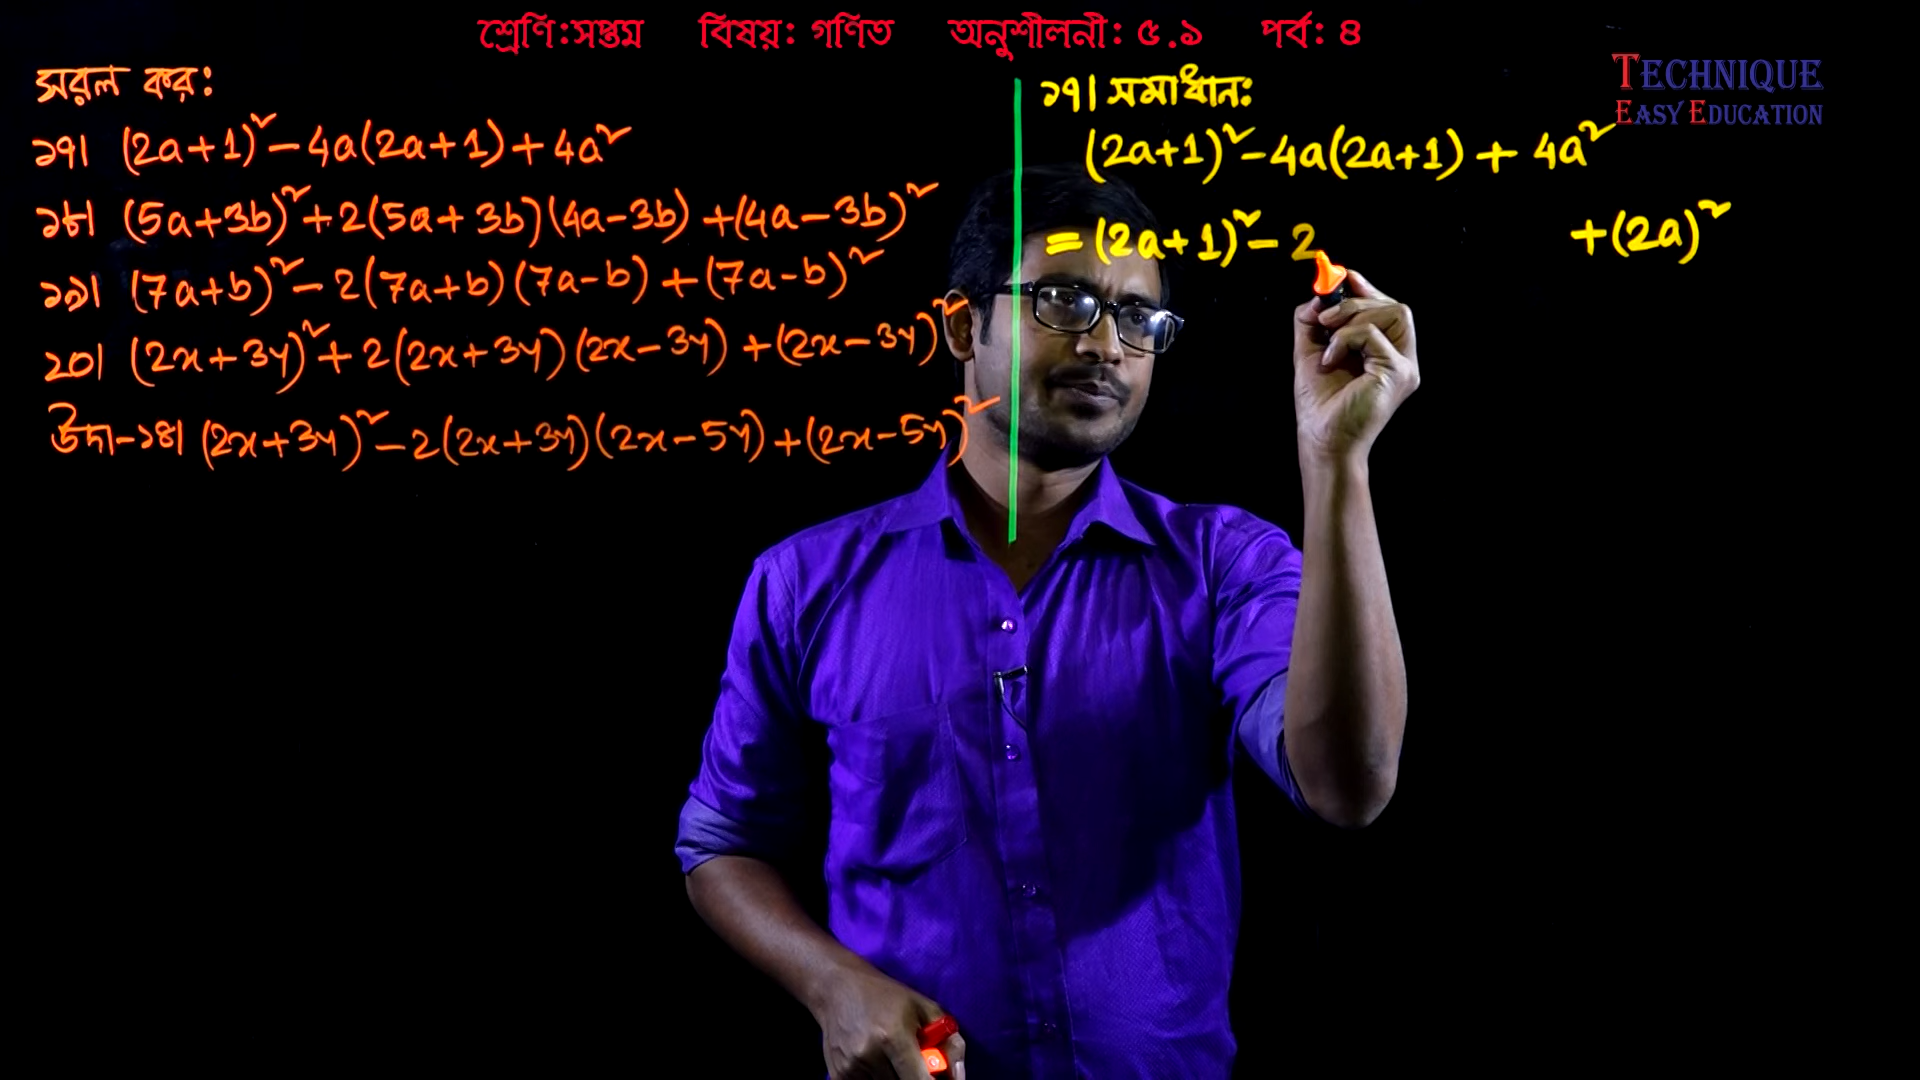 শ্রেণি:সপ্তম বিষয়: গণিত অনুশীলনী: ৫.১ পর্ব: ৪
TECHNIQUE
EASY EDUCATION
সরল কর:
১৭। (2a+1)² - 4a(2a+1) + 4a²
১৮। (5a+3b)² + 2(5a+3b)(4a-3b) + (4a-3b)²
১৯। (7a+b)² - 2(7a+b)(7a-b) + (7a-b)²
২০। (2x+3y)² + 2(2x+3y)(2x-3y) + (2x-3y)²
উদা-১৪। (2x+3y)² - 2(2x+3y)(2x-5y) + (2x-5y)²
১৭। সমাধান:
(2a+1)² - 4a(2a+1) + 4a²
= (2a+1)² - 2 + (2a)²